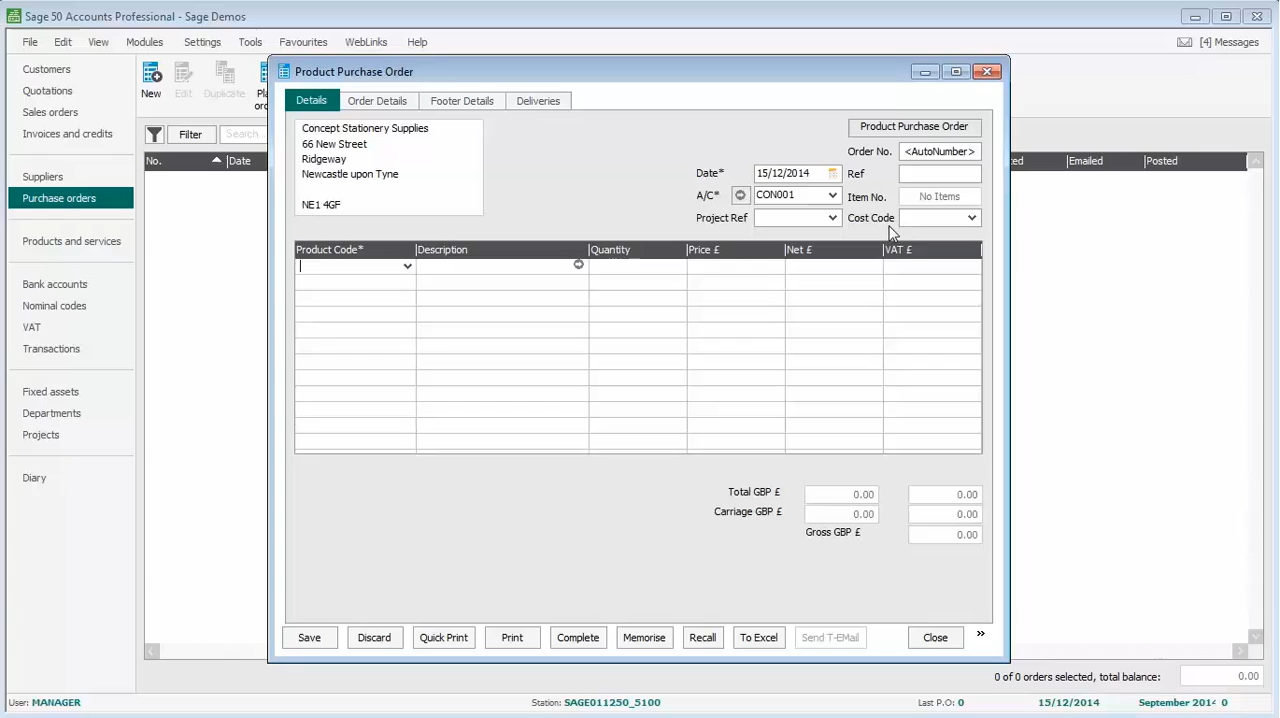 Sage 50 Accounts Professional - Sage Demos
File Edit View Modules Settings Tools Favourites WebLinks Help [4] Messages
Customers
Quotations
Sales orders
Invoices and credits
Suppliers
Purchase orders
Products and services
Bank accounts
Nominal codes
VAT
Transactions
Fixed assets
Departments
Projects
Diary
New Edit Duplicate
Filter Search
No. Date Emailed Posted
Product Purchase Order
Details Order Details Footer Details Deliveries
Concept Stationery Supplies
66 New Street
Ridgeway
Newcastle upon Tyne
NE1 4GF
Product Purchase Order
Order No. <AutoNumber>
Date* 15/12/2014 Ref
A/C* CON001 Item No. No Items
Project Ref Cost Code
Product Code* Description Quantity Price £ Net £ VAT £
Total GBP £ 0.00 0.00
Carriage GBP £ 0.00 0.00
Gross GBP £ 0.00
Save Discard Quick Print Print Complete Memorise Recall To Excel Send T-EMail Close »
0 of 0 orders selected, total balance: 0.00
User: MANAGER Station: SAGE011250_5100 Last P.O: 0 15/12/2014 September 2014 0